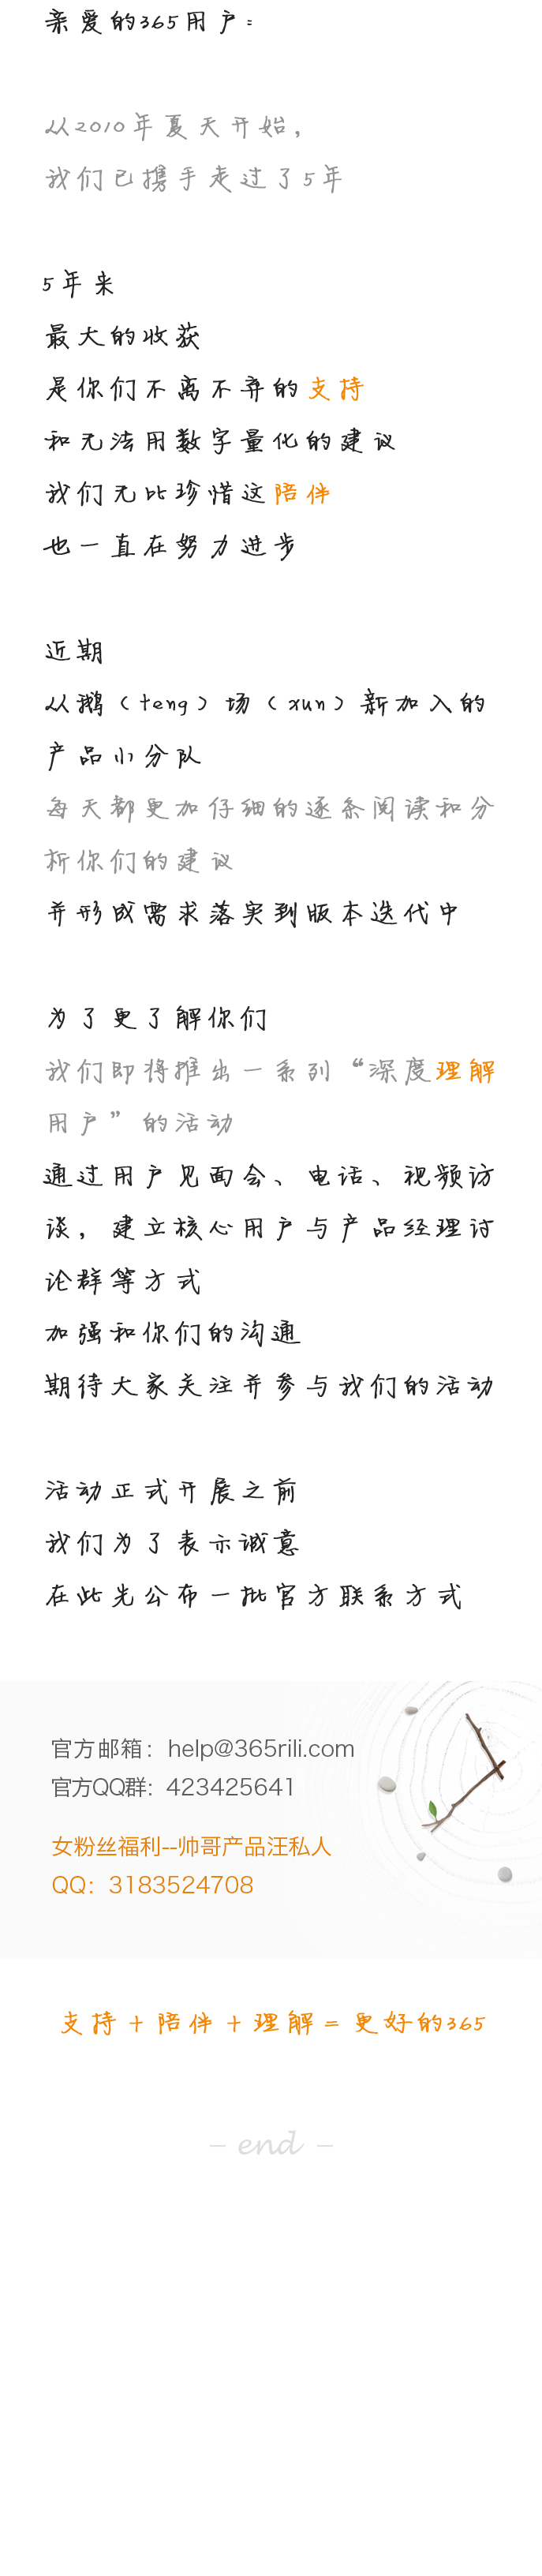 亲爱的365用户：
从2010年夏天开始，
我们已携手走过了5年
5年来
最大的收获
是你们不离不弃的支持
和无法用数字量化的建议
我们无比珍惜这陪伴
也一直在努力进步
近期
从鹅（teng）场（xun）新加入的
产品小分队
每天都更加仔细的逐条阅读和分
析你们的建议
并形成需求落实到版本迭代中
为了更了解你们
我们即将推出一系列“深度理解
用户”的活动
通过用户见面会、电话、视频访
谈，建立核心用户与产品经理讨
论群等方式
加强和你们的沟通
期待大家关注并参与我们的活动
活动正式开展之前
我们为了表示诚意
在此先公布一批官方联系方式
官方邮箱：help@365rili.com
官方QQ群：423425641
女粉丝福利--帅哥产品汪私人
QQ：3183524708
支持＋陪伴＋理解＝更好的365
– end –